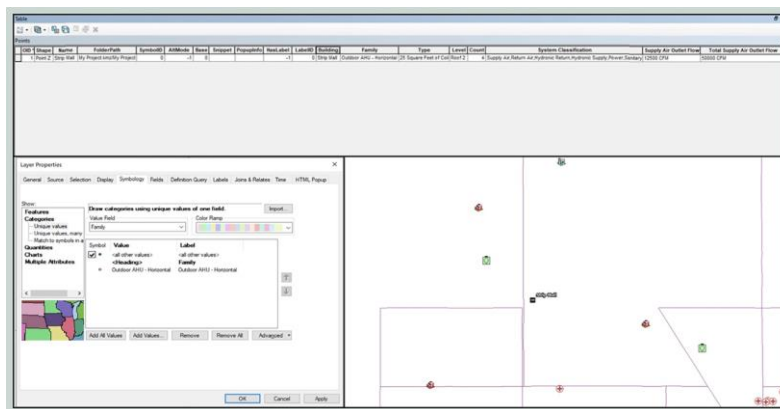 Table
Points
OID * Shape Name FolderPath SymbolID AltMode Base Snippet PopupInfo HasLabel LabelID Building Family Type Level Count System Classification Supply Air Outlet Flow Total Supply Air Outlet Flow
1 Point Z Strip Mall My Project.kmz/My Project 0 -1 0 -1 0 Strip Mall Outdoor AHU - Horizontal 25 Square Feet of Coil Roof 2 4 Supply Air,Return Air,Hydronic Return,Hydronic Supply,Power,Sanitary 12500 CFM 50000 CFM
Layer Properties
General Source Selection Display Symbology Fields Definition Query Labels Joins & Relates Time HTML Popup
Show:
Features
Categories
Unique values
Unique values, many
Match to symbols in a
Quantities
Charts
Multiple Attributes
Draw categories using unique values of one field.
Import...
Value Field
Color Ramp
Family
Symbol Value Label
<all other values> <all other values>
<Heading> Family
Outdoor AHU - Horizontal Outdoor AHU - Horizontal
Add All Values Add Values... Remove Remove All Advanced
OK Cancel Apply
Strip Mall